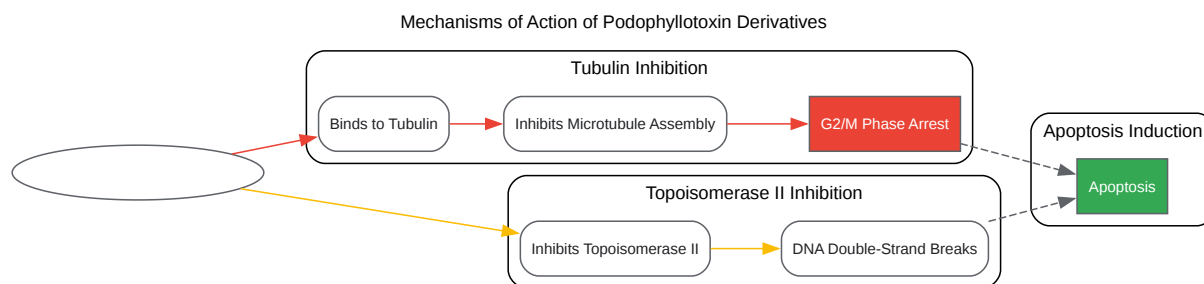 Mechanisms of Action of Podophyllotoxin Derivatives
Tubulin Inhibition
Binds to Tubulin
Inhibits Microtubule Assembly
G2/M Phase Arrest
Apoptosis Induction
Apoptosis
Topoisomerase II Inhibition
Inhibits Topoisomerase II
DNA Double-Strand Breaks